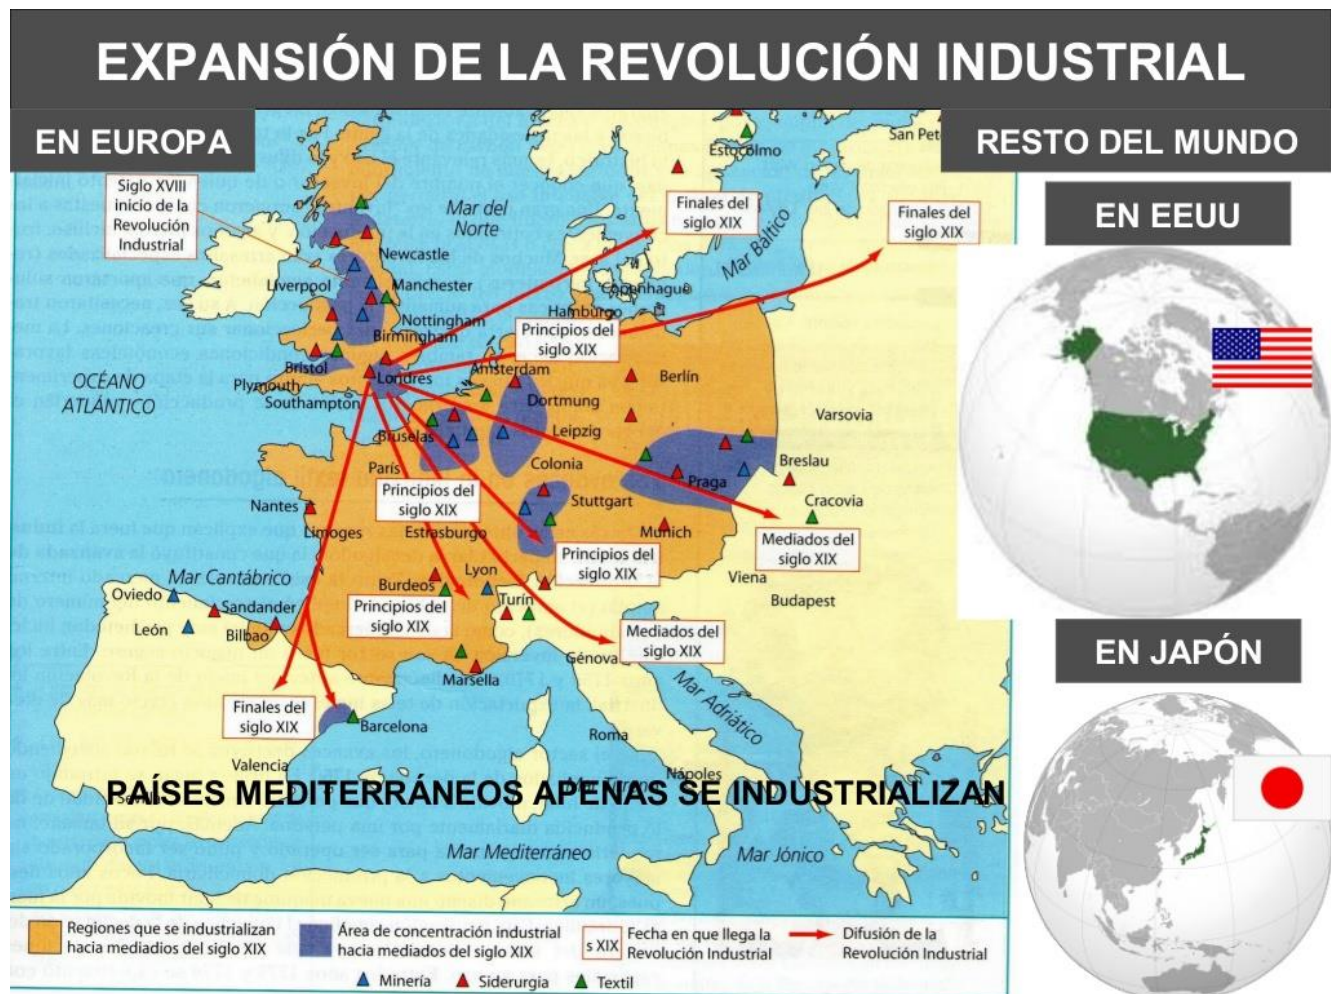 EXPANSIÓN DE LA REVOLUCIÓN INDUSTRIAL
EN EUROPA
RESTO DEL MUNDO
EN EEUU
EN JAPÓN
Siglo XVIII
inicio de la
Revolución
Industrial
Mar del
Norte
Estocolmo
San Pet
Finales del
siglo XIX
Finales del
siglo XIX
Mar Báltico
Newcastle
Liverpool
Manchester
Copenhague
Nottingham
Hamburgo
Birmingham
Principios del
siglo XIX
Bristol
Londres
Amsterdam
Berlín
OCÉANO
ATLÁNTICO
Plymouth
Southampton
Dortmung
Varsovia
Bruselas
Leipzig
París
Colonia
Breslau
Praga
Principios del
siglo XIX
Stuttgart
Cracovia
Nantes
Limoges
Estrasburgo
Munich
Mediados del
siglo XIX
Principios del
siglo XIX
Mar Cantábrico
Lyon
Viena
Oviedo
Burdeos
Turín
Budapest
Sandander
Principios del
siglo XIX
León
Bilbao
Mediados del
siglo XIX
Génova
Marsella
Mar Adriático
Finales del
siglo XIX
Barcelona
Roma
Valencia
Nápoles
Mar Tirreno
Sevilla
PAÍSES MEDITERRÁNEOS APENAS SE INDUSTRIALIZAN
Mar Mediterráneo
Mar Jónico
Regiones que se industrializan
hacia mediadios del siglo XIX
Área de concentración industrial
hacia mediados del siglo XIX
s XIX
Fecha en que llega la
Revolución Industrial
Difusión de la
Revolución Industrial
Minería
Siderurgia
Textil